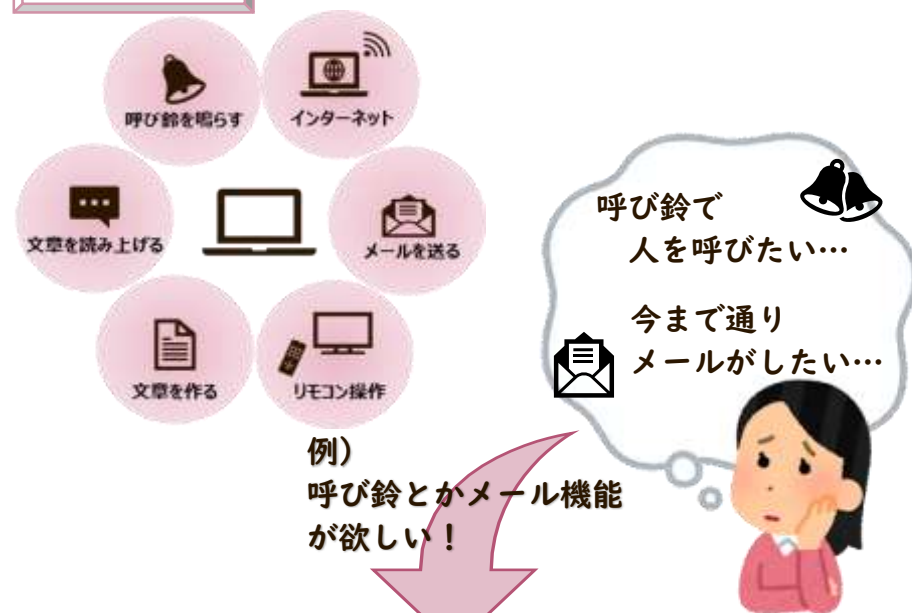 呼び鈴を鳴らす
インターネット
文章を読み上げる
メールを送る
文章を作る
リモコン操作
呼び鈴で
人を呼びたい…
今まで通り
メールがしたい…
例）
呼び鈴とかメール機能
が欲しい！